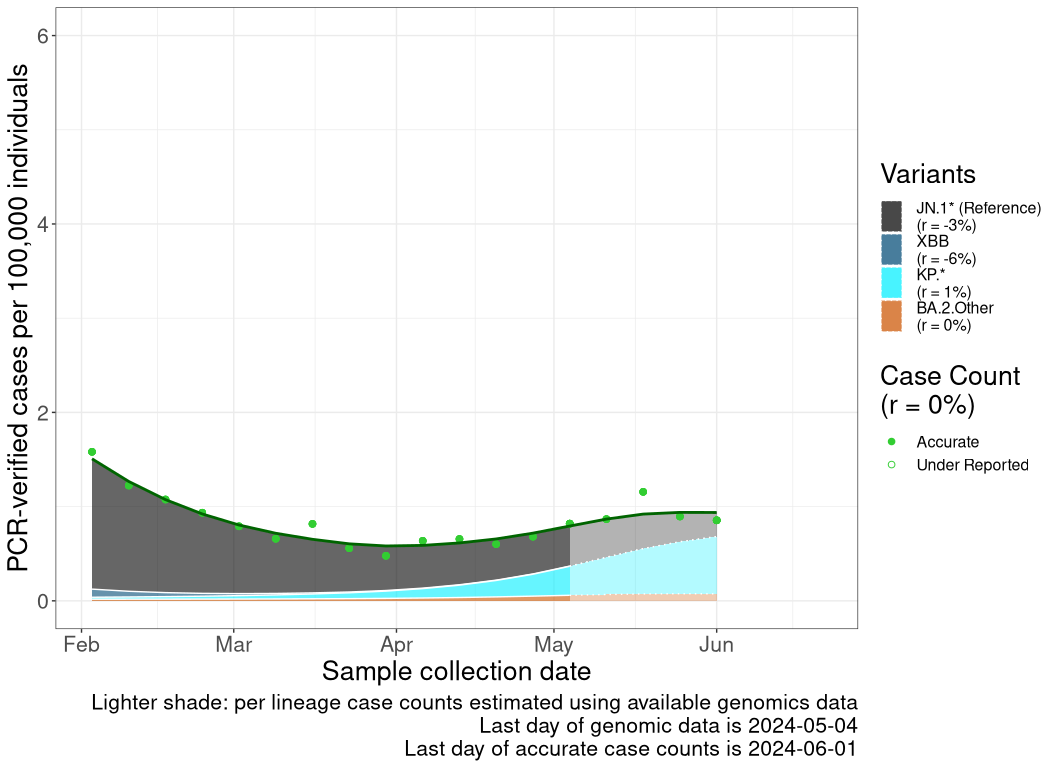 PCR-verified cases per 100,000 individuals
6
4
2
0
Feb
Mar
Apr
May
Jun
Sample collection date
Lighter shade: per lineage case counts estimated using available genomics data
Last day of genomic data is 2024-05-04
Last day of accurate case counts is 2024-06-01
Variants
JN.1* (Reference)
(r = -3%)
XBB
(r = -6%)
KP.*
(r = 1%)
BA.2.Other
(r = 0%)
Case Count
(r = 0%)
Accurate
Under Reported